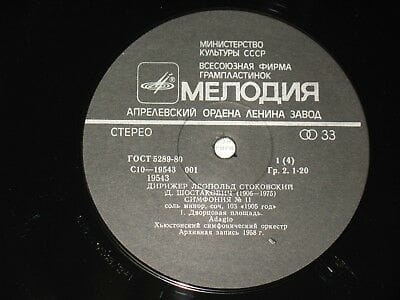 МИНИСТЕРСТВО
КУЛЬТУРЫ СССР
ВСЕСОЮЗНАЯ ФИРМА
ГРАМПЛАСТИНОК
МЕЛОДИЯ
АПРЕЛЕВСКИЙ ОРДЕНА ЛЕНИНА ЗАВОД
СТЕРЕО 33
ГОСТ 5289-80 1 (4)
С10—19543 001 Гр. 2. 1-20
19543
ДИРИЖЕР ЛЕОПОЛЬД СТОКОВСКИЙ
Д. ШОСТАКОВИЧ (1906—1975)
СИМФОНИЯ № 11
соль минор, соч. 103 «1905 год»
1. Дворцовая площадь.
Adagio
Хьюстонский симфонический оркестр
Архивная запись 1958 г.